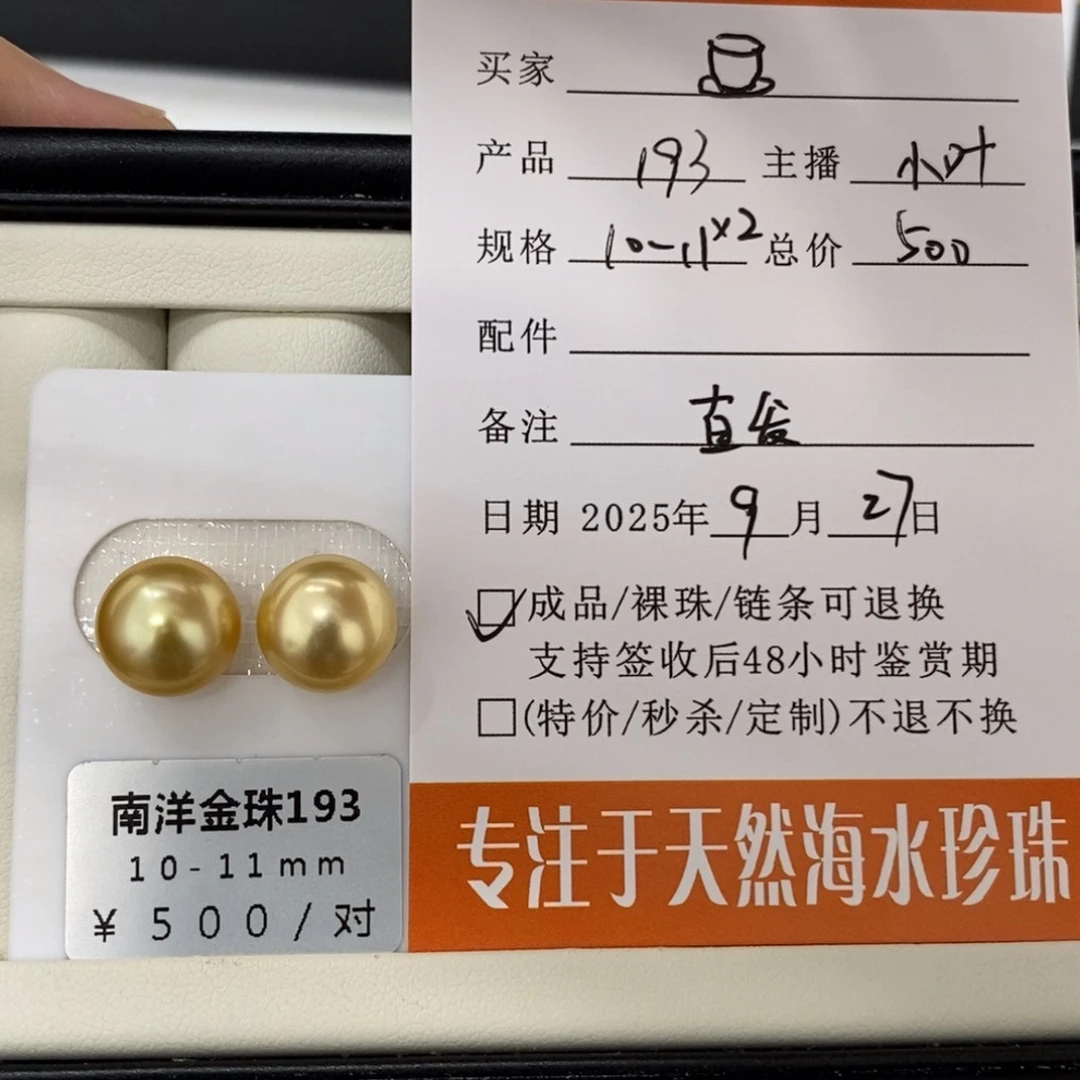 买家
产品 193 主播 小叶
规格 10-11×2 总价 500
配件
备注 直发
日期 2025年9月27日
成品/裸珠/链条可退换
支持签收后48小时鉴赏期
(特价/秒杀/定制)不退不换
专注于天然海水珍珠
南洋金珠193
10-11mm
¥500/对